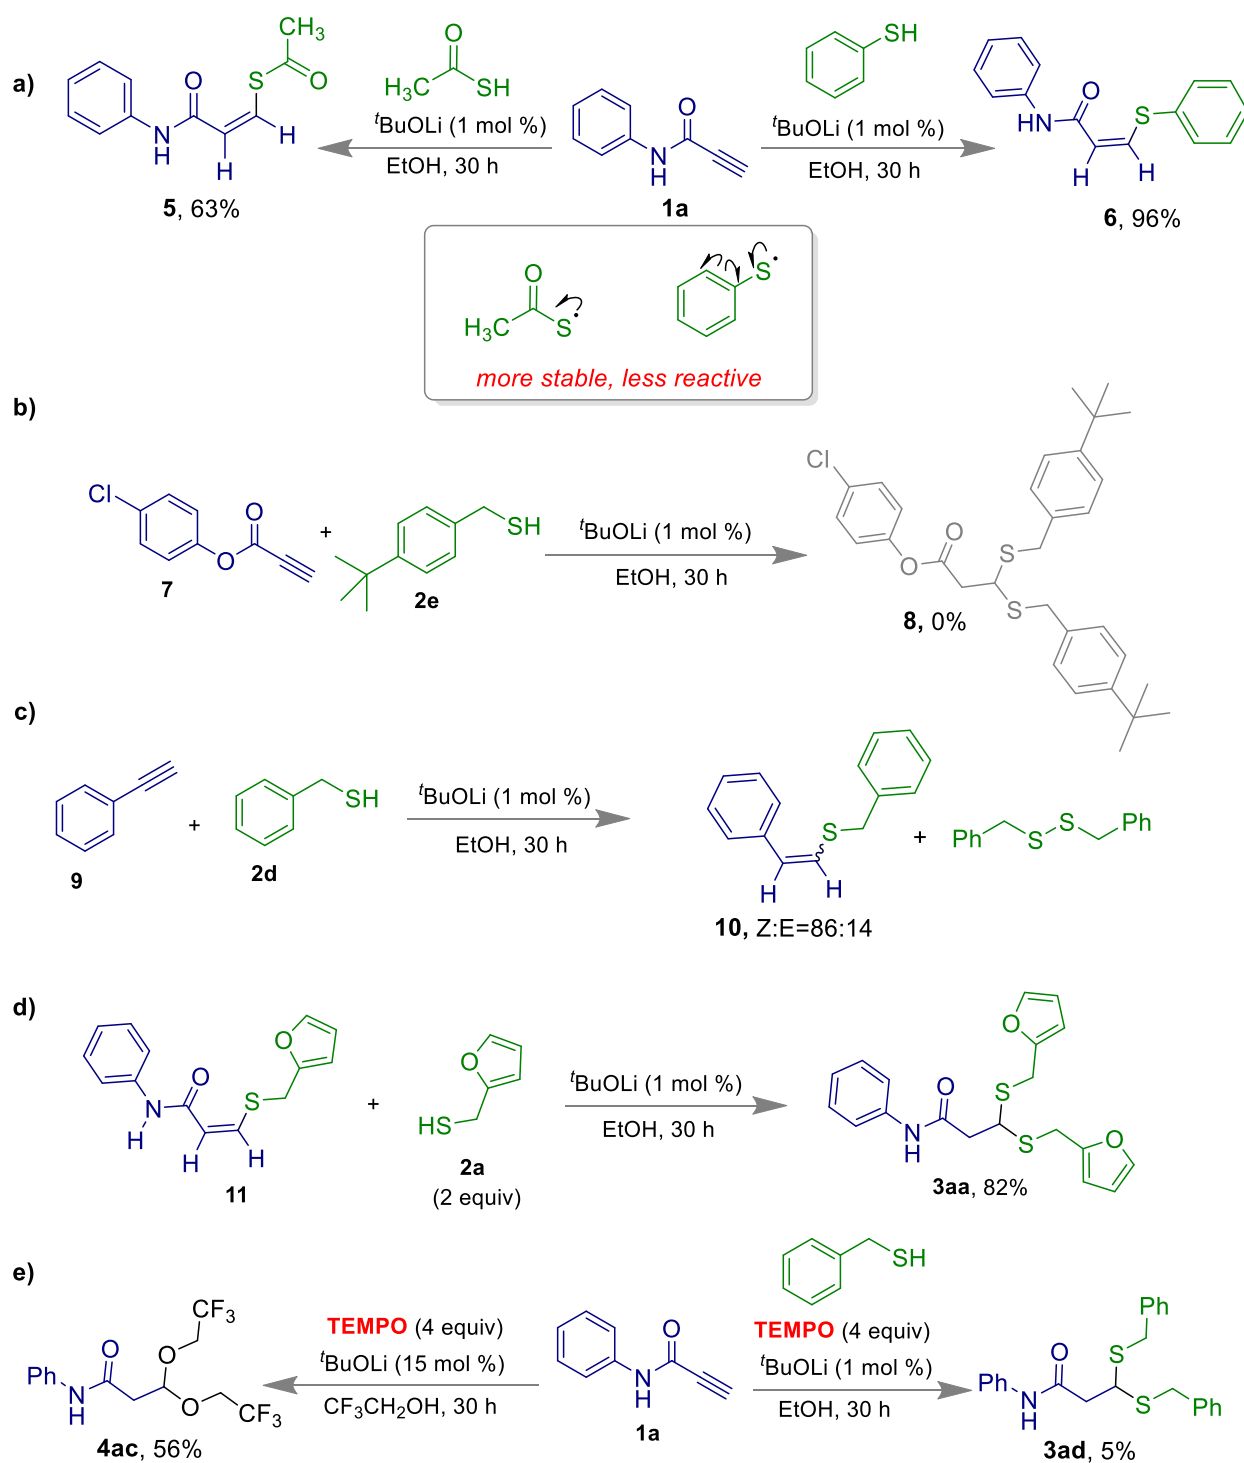 a)
CH3
O
S
O
N
H
H
H
5, 63%
O
H3C
SH
tBuOLi (1 mol %)
EtOH, 30 h
O
N
H
1a
SH
tBuOLi (1 mol %)
EtOH, 30 h
O
HN
S
H
H
6, 96%
O
H3C
S
S
more stable, less reactive
b)
Cl
O
O
7
+
SH
2e
tBuOLi (1 mol %)
EtOH, 30 h
Cl
O
O
S
S
8, 0%
c)
9
+
SH
2d
tBuOLi (1 mol %)
EtOH, 30 h
S
H
H
10, Z:E=86:14
+
Ph
S
S
Ph
d)
O
O
S
N
H
H
H
11
+
O
HS
2a
(2 equiv)
tBuOLi (1 mol %)
EtOH, 30 h
O
O
S
N
H
S
O
3aa, 82%
e)
CF3
O
O
Ph
N
H
O
CF3
4ac, 56%
TEMPO (4 equiv)
tBuOLi (15 mol %)
CF3CH2OH, 30 h
O
N
H
1a
SH
TEMPO (4 equiv)
tBuOLi (1 mol %)
EtOH, 30 h
Ph
O
S
Ph
N
H
S
Ph
3ad, 5%